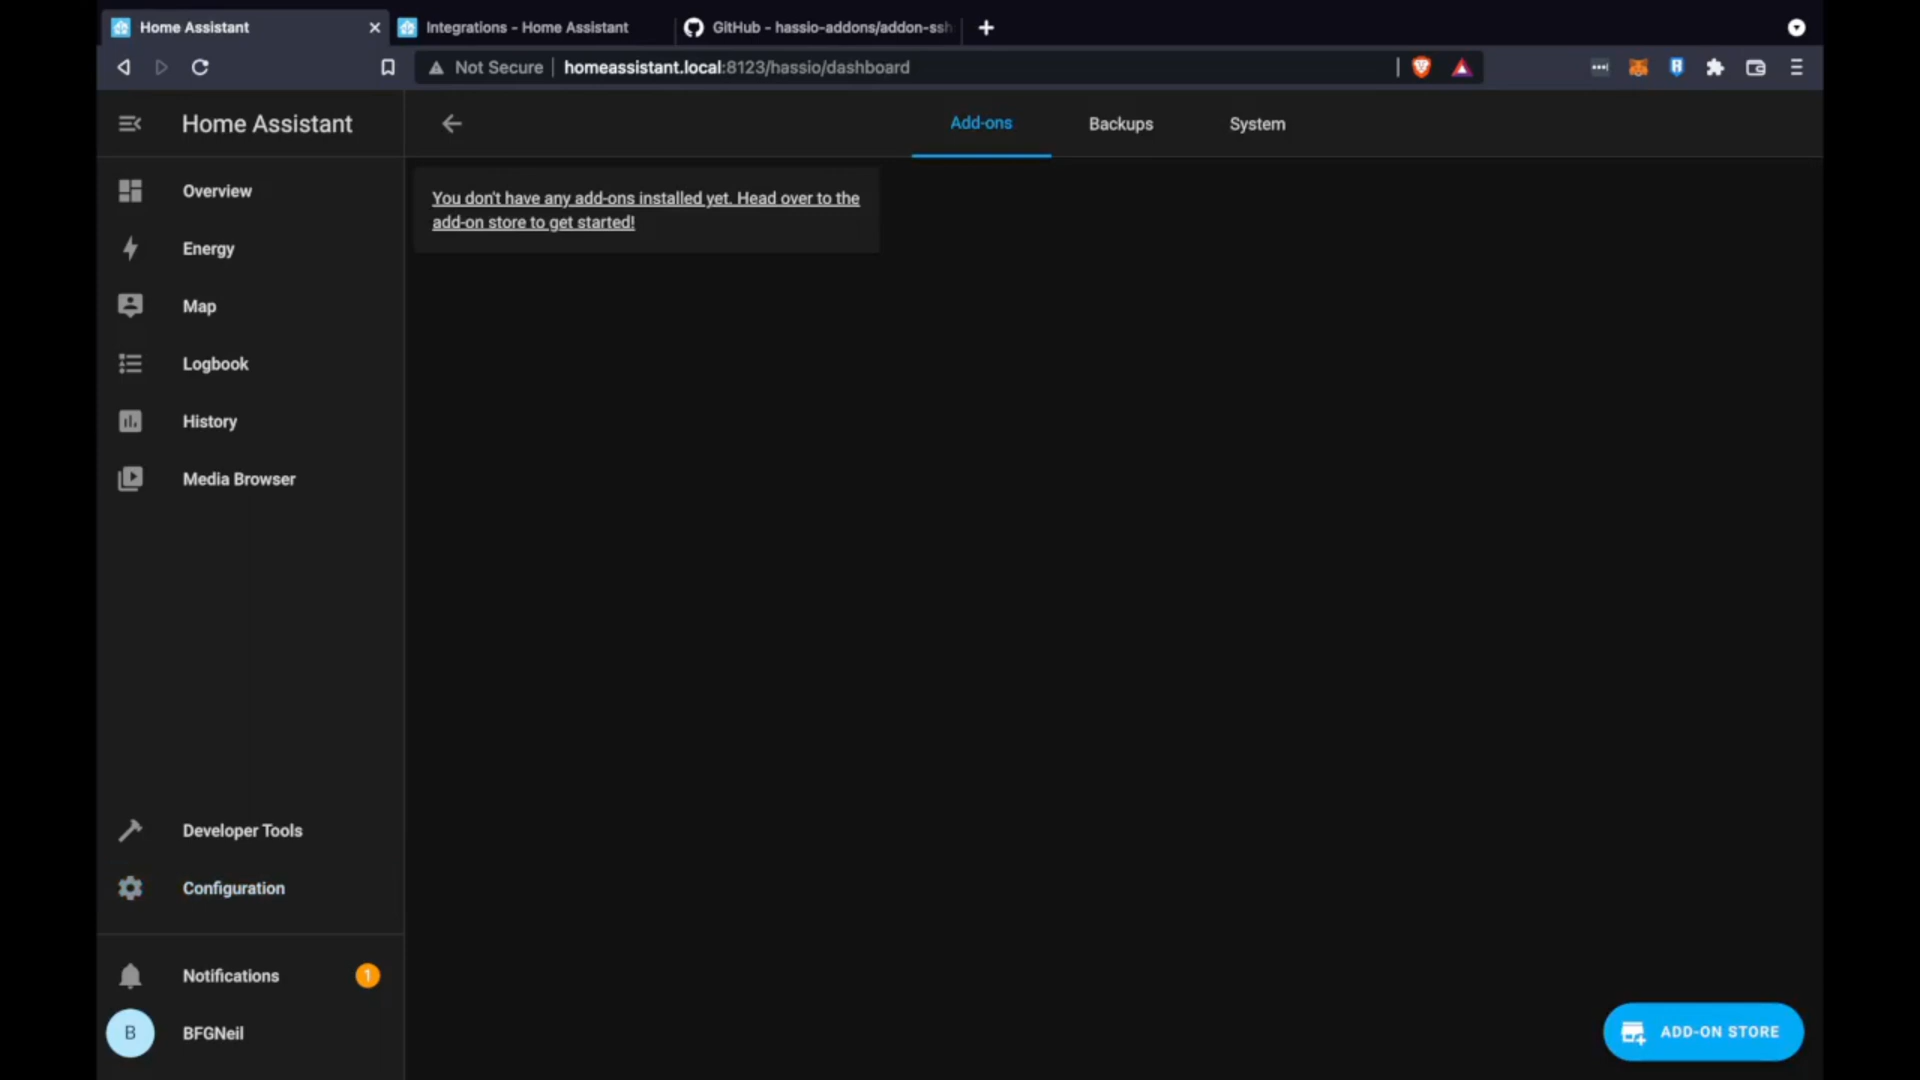 Home Assistant
Integrations - Home Assistant
GitHub - hassio-addons/addon-ssh
Not Secure
homeassistant.local:8123/hassio/dashboard
Home Assistant
Add-ons
Backups
System
You don't have any add-ons installed yet. Head over to the
add-on store to get started!
Overview
Energy
Map
Logbook
History
Media Browser
Developer Tools
Configuration
Notifications
1
B
BFGNeil
ADD-ON STORE